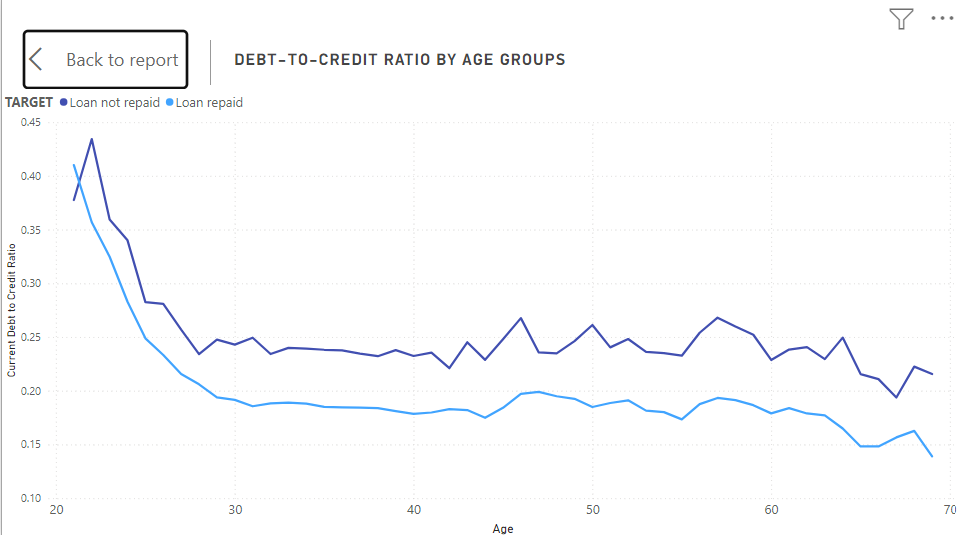 Back to report
DEBT-TO-CREDIT RATIO BY AGE GROUPS
TARGET Loan not repaid Loan repaid
0.45
0.40
0.35
0.30
0.25
0.20
0.15
0.10
Current Debt to Credit Ratio
20 30 40 50 60 70
Age